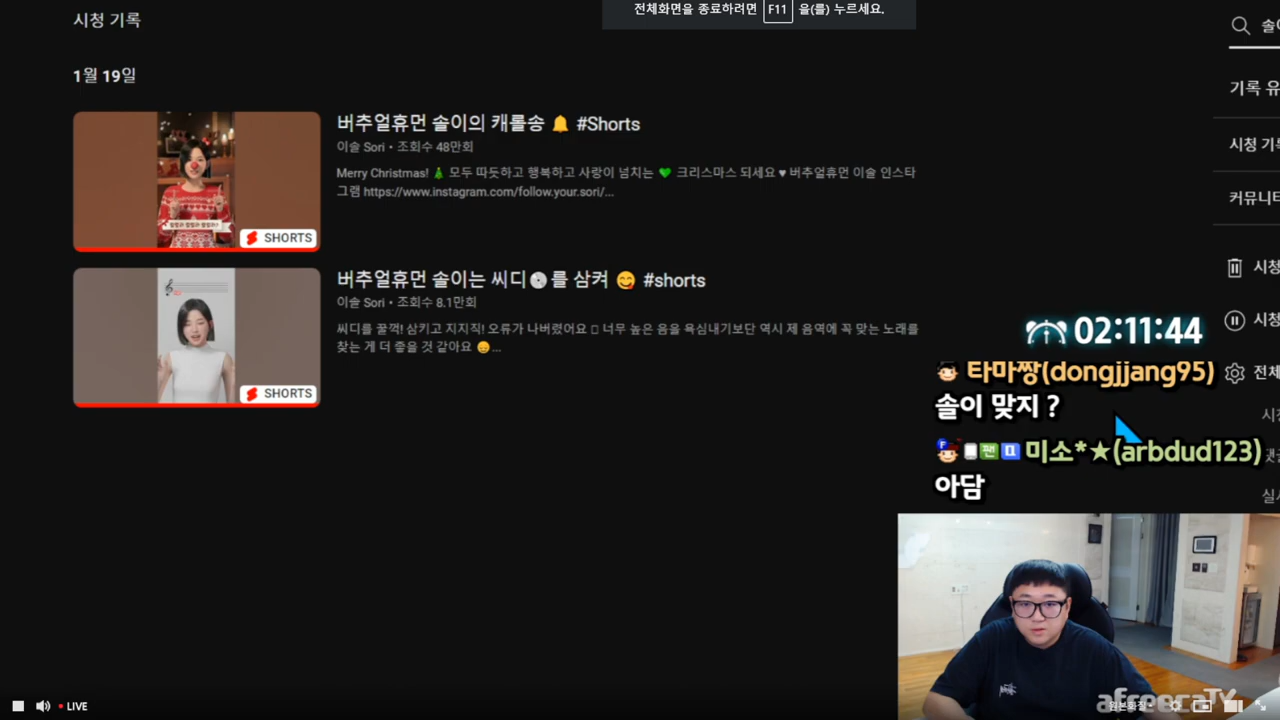 시청 기록
전체화면을 종료하려면 F11 을(를) 누르세요.
솔이
1월 19일
기록 유
버추얼휴먼 솔이의 캐롤송 🔔 #Shorts
이솔 Sori • 조회수 48만회
Merry Christmas! 🎄 모두 따듯하고 행복하고 사랑이 넘치는 💚 크리스마스 되세요 ♥ 버추얼휴먼 이솔 인스타
그램 https://www.instagram.com/follow.your.sori/...
SHORTS
시청 기록
커뮤니티
버추얼휴먼 솔이는 씨디💿를 삼켜 😋 #shorts
이솔 Sori • 조회수 8.1만회
씨디를 꿀꺽! 삼키고 지지직! 오류가 나버렸어요 너무 높은 음을 욕심내기보단 역시 제 음역에 꼭 맞는 노래를
찾는 게 더 좋을 것 같아요 😞...
SHORTS
시청
시청
전체
02:11:44
타마짱(dongjjang95)
솔이 맞지 ?
팬
미소*★(arbdud123)
아담
LIVE
afreecaTV
원본화질